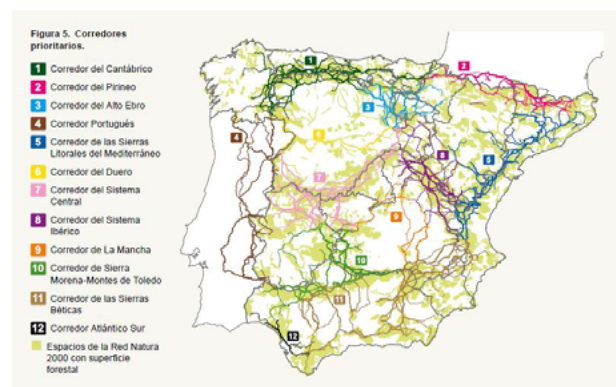 Figura 5. Corredores
prioritarios.
1 Corredor del Cantábrico
2 Corredor del Pirineo
3 Corredor del Alto Ebro
4 Corredor Portugués
5 Corredor de las Sierras
Litorales del Mediterráneo
6 Corredor del Duero
7 Corredor del Sistema
Central
8 Corredor del Sistema
Ibérico
9 Corredor de La Mancha
10 Corredor de Sierra
Morena-Montes de Toledo
11 Corredor de las Sierras
Béticas
12 Corredor Atlántico Sur
Espacios de la Red Natura
2000 con superficie
forestal
1
2
3
4
5
6
7
8
9
10
11
12